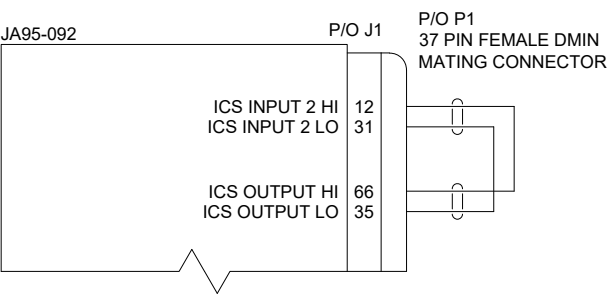 JA95-092
P/O J1
P/O P1
37 PIN FEMALE DMIN
MATING CONNECTOR
ICS INPUT 2 HI 12
ICS INPUT 2 LO 31
ICS OUTPUT HI 66
ICS OUTPUT LO 35